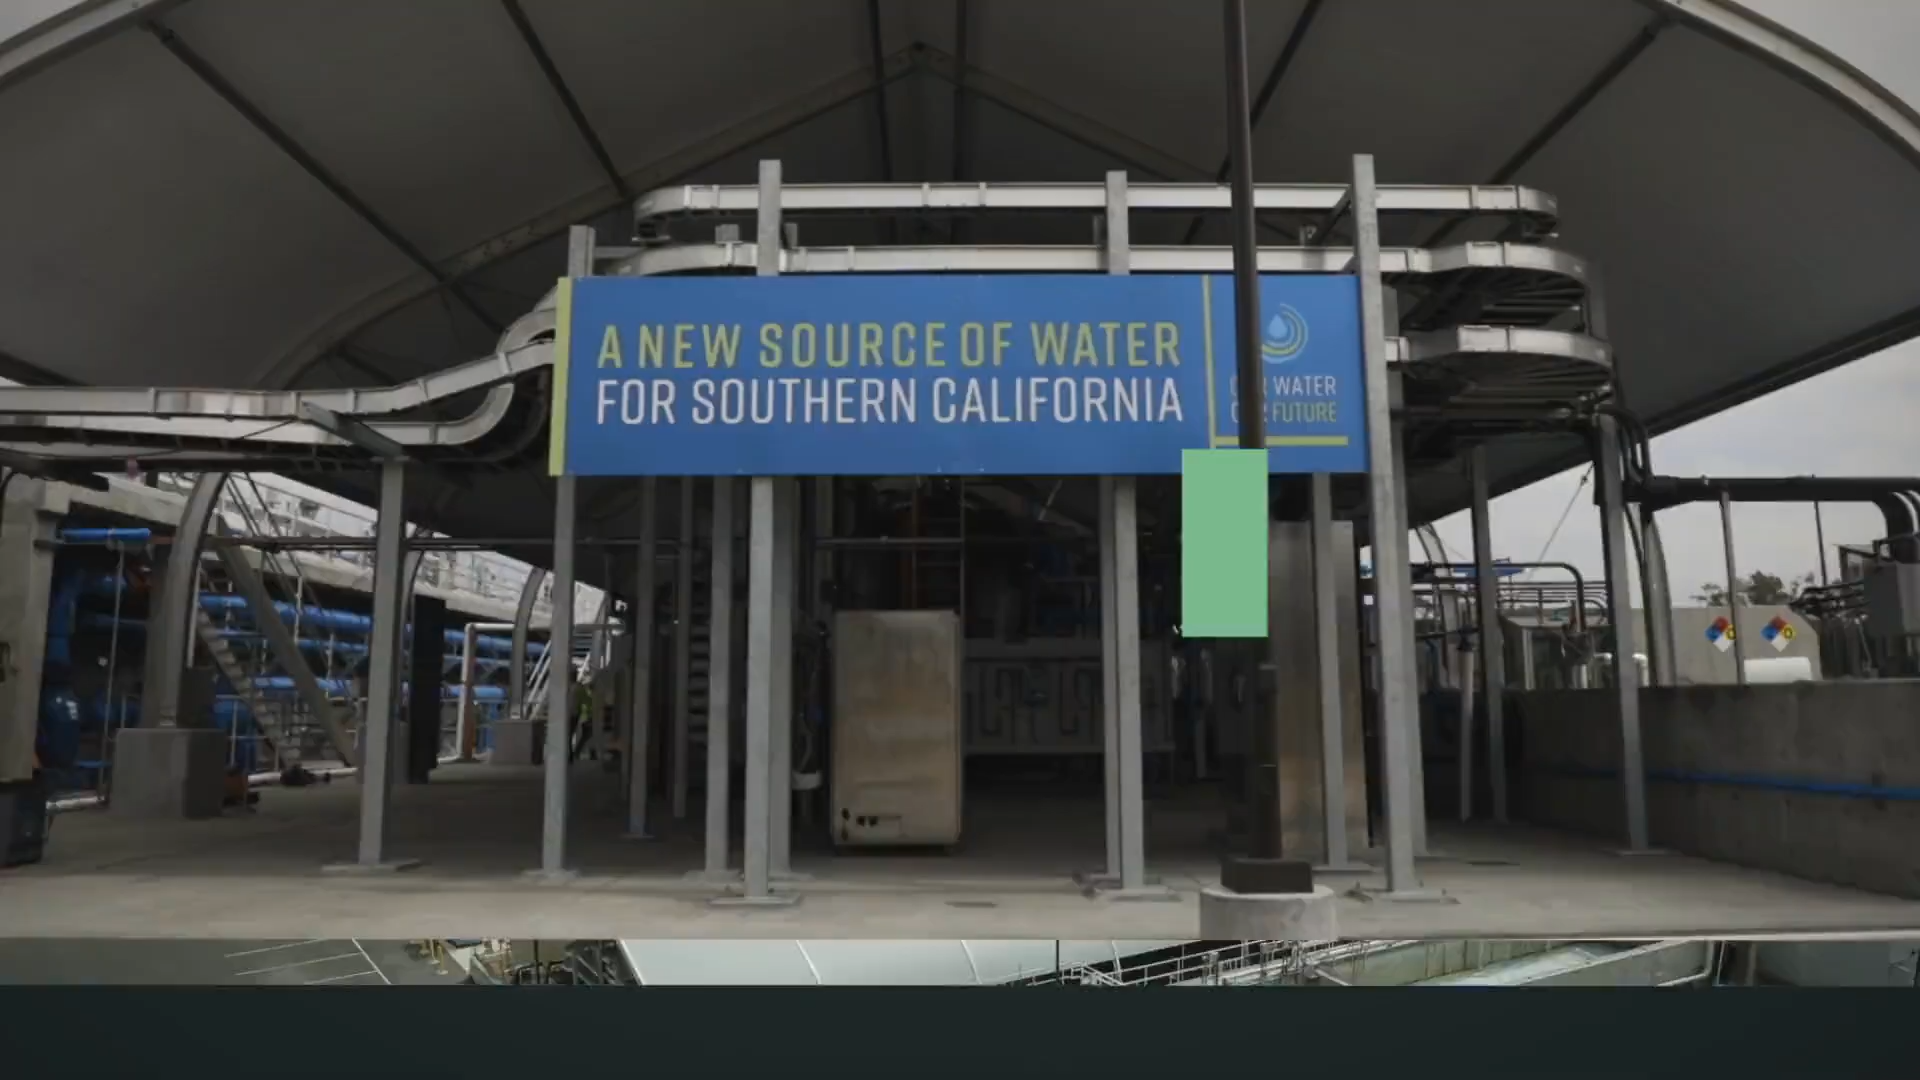 A NEW SOURCE OF WATER
FOR SOUTHERN CALIFORNIA
WATER
FUTURE